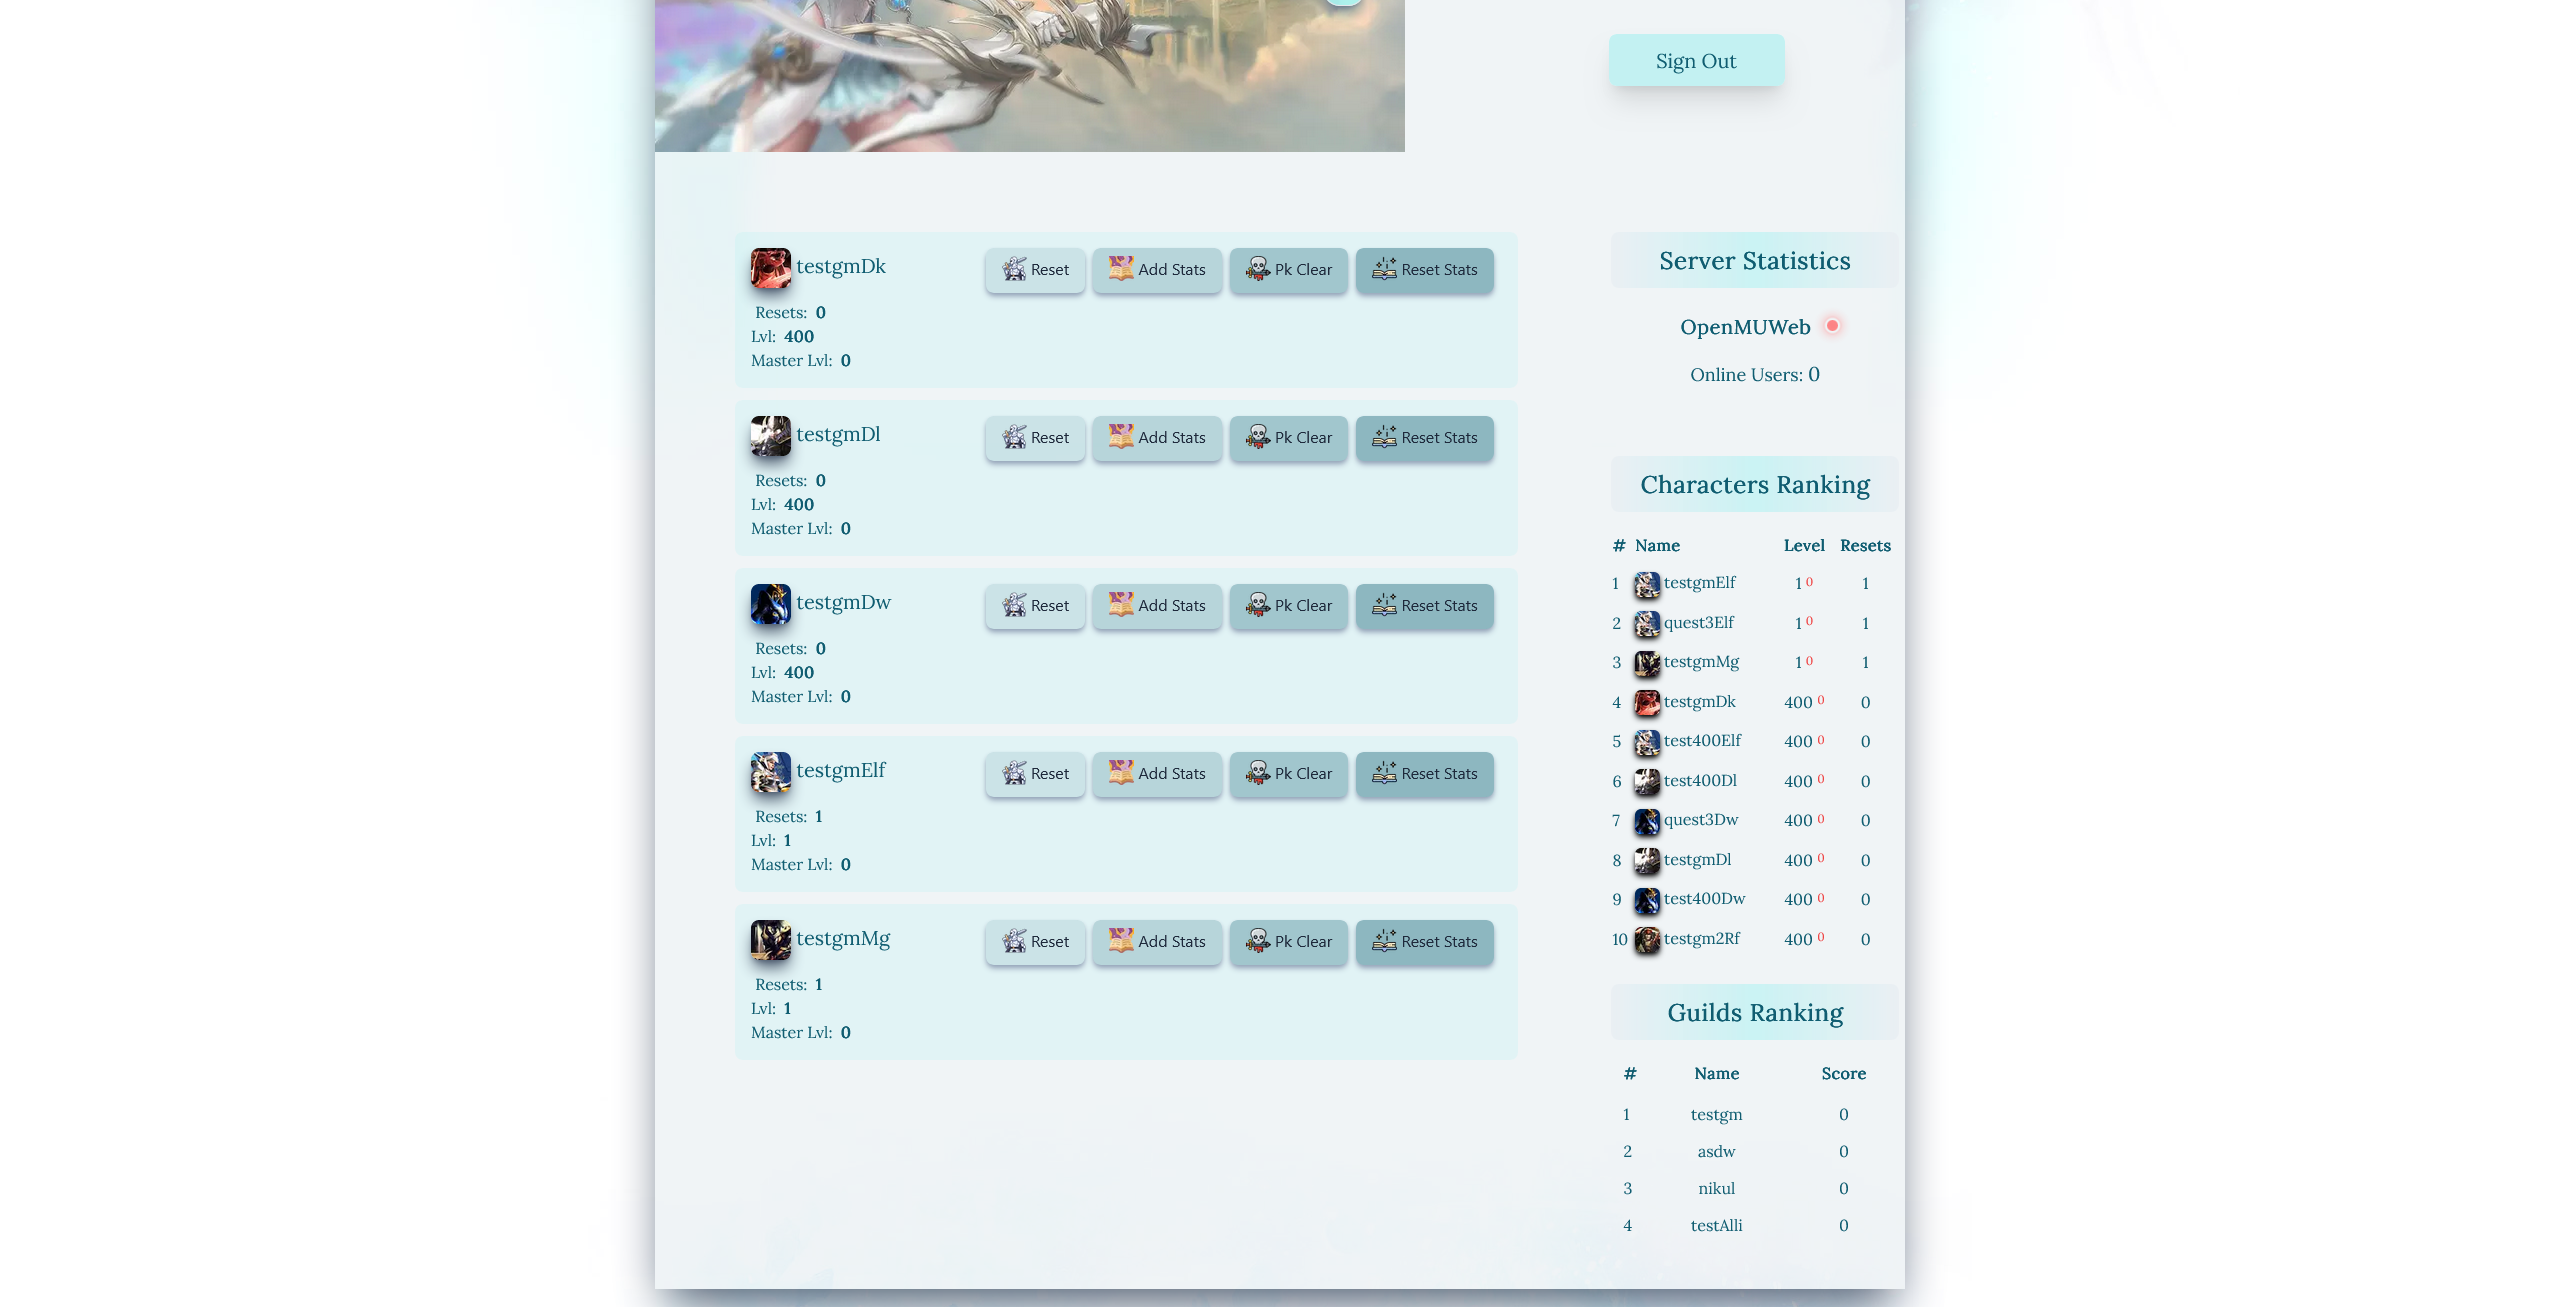 Sign Out
testgmDk
Reset Add Stats Pk Clear Reset Stats
Resets: 0
Lvl: 400
Master Lvl: 0
testgmDl
Reset Add Stats Pk Clear Reset Stats
Resets: 0
Lvl: 400
Master Lvl: 0
testgmDw
Reset Add Stats Pk Clear Reset Stats
Resets: 0
Lvl: 400
Master Lvl: 0
testgmElf
Reset Add Stats Pk Clear Reset Stats
Resets: 1
Lvl: 1
Master Lvl: 0
testgmMg
Reset Add Stats Pk Clear Reset Stats
Resets: 1
Lvl: 1
Master Lvl: 0
Server Statistics
OpenMUWeb
Online Users: 0
Characters Ranking
# Name Level Resets
1 testgmElf 1 0 1
2 quest3Elf 1 0 1
3 testgmMg 1 0 1
4 testgmDk 400 0 0
5 test400Elf 400 0 0
6 test400Dl 400 0 0
7 quest3Dw 400 0 0
8 testgmDl 400 0 0
9 test400Dw 400 0 0
10 testgm2Rf 400 0 0
Guilds Ranking
# Name Score
1 testgm 0
2 asdw 0
3 nikul 0
4 testAlli 0